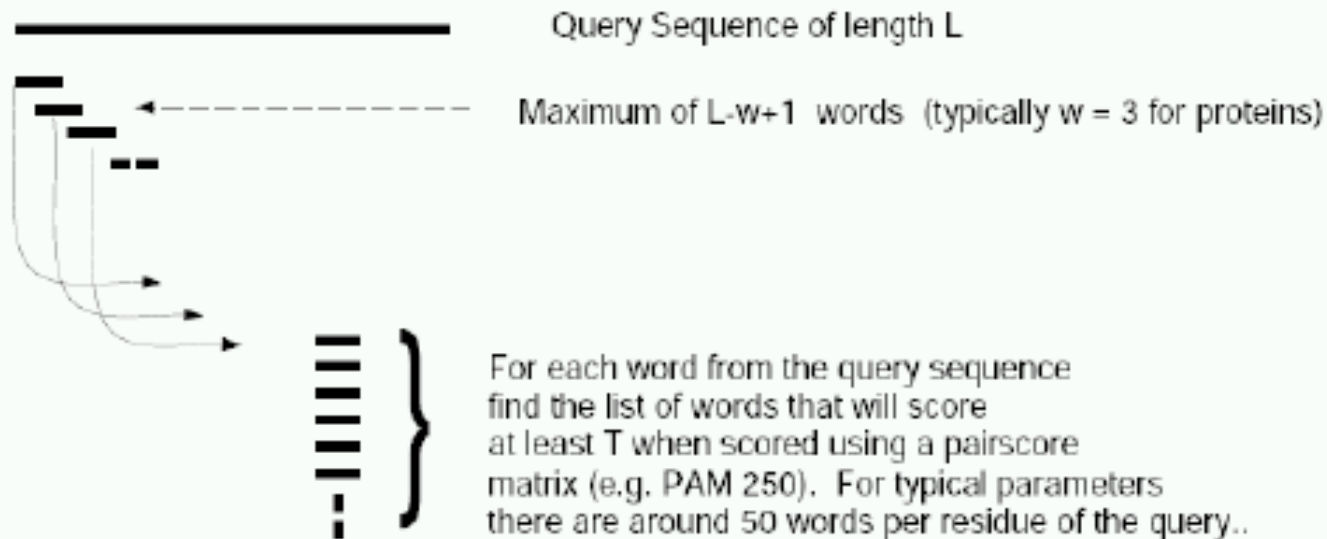 Query Sequence of length L
Maximum of L-w+1 words (typically w = 3 for proteins)
For each word from the query sequence
find the list of words that will score
at least T when scored using a pairscore
matrix (e.g. PAM 250). For typical parameters
there are around 50 words per residue of the query..